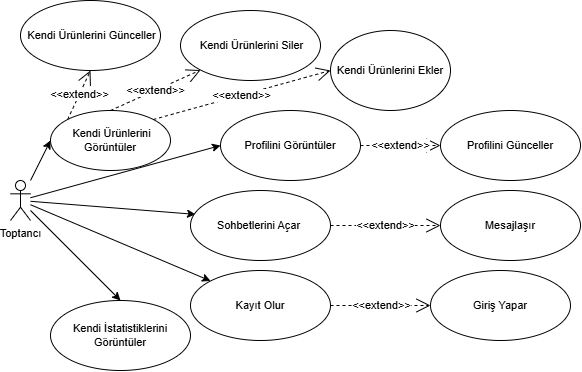 Kendi Ürünlerini Günceller
Kendi Ürünlerini Siler
Kendi Ürünlerini Ekler
<<extend>>
<<extend>>
<<extend>>
Kendi Ürünlerini
Görüntüler
Profilini Görüntüler
<<extend>>
Profilini Günceller
Toptancı
Sohbetlerini Açar
<<extend>>
Mesajlaşır
Kayıt Olur
<<extend>>
Giriş Yapar
Kendi İstatistiklerini
Görüntüler